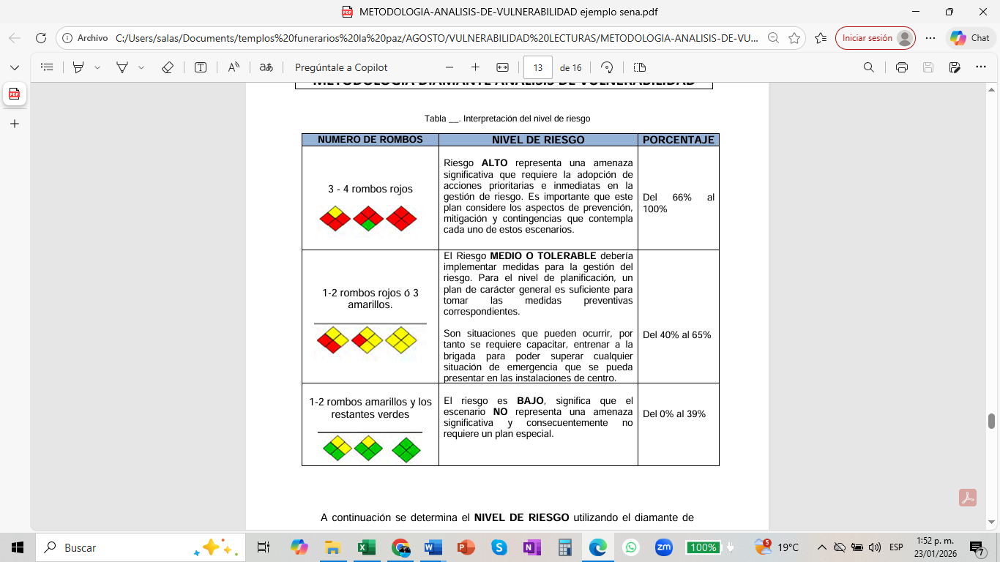 METODOLOGIA-ANALISIS-DE-VULNERABILIDAD ejemplo sena.pdf
Archivo
C:/Users/salas/Documents/templos%20funerarios%20la%20paz/AGOSTO/VULNERABILIDAD%20LECTURAS/METODOLOGIA-ANALISIS-DE-VU...
Iniciar sesión
Chat
Pregúntale a Copilot
13
de 16
METODOLOGIA DIAMANTE ANALISIS DE VULNERABILIDAD
Tabla __. Interpretación del nivel de riesgo
NUMERO DE ROMBOS
NIVEL DE RIESGO
PORCENTAJE
3 - 4 rombos rojos
Riesgo ALTO representa una amenaza
significativa que requiere la adopción de
acciones prioritarias e inmediatas en la
gestión de riesgo. Es importante que este
plan considere los aspectos de prevención,
mitigación y contingencias que contempla
cada uno de estos escenarios.
Del 66% al
100%
1-2 rombos rojos ó 3
amarillos.
El Riesgo MEDIO O TOLERABLE debería
implementar medidas para la gestión del
riesgo. Para el nivel de planificación, un
plan de carácter general es suficiente para
tomar las medidas preventivas
correspondientes.
Son situaciones que pueden ocurrir, por
tanto se requiere capacitar, entrenar a la
brigada para poder superar cualquier
situación de emergencia que se pueda
presentar en las instalaciones de centro.
Del 40% al 65%
1-2 rombos amarillos y los
restantes verdes
El riesgo es BAJO, significa que el
escenario NO representa una amenaza
significativa y consecuentemente no
requiere un plan especial.
Del 0% al 39%
A continuación se determina el NIVEL DE RIESGO utilizando el diamante de
Buscar
100%
5
19°C
ESP
1:52 p. m.
23/01/2026
7